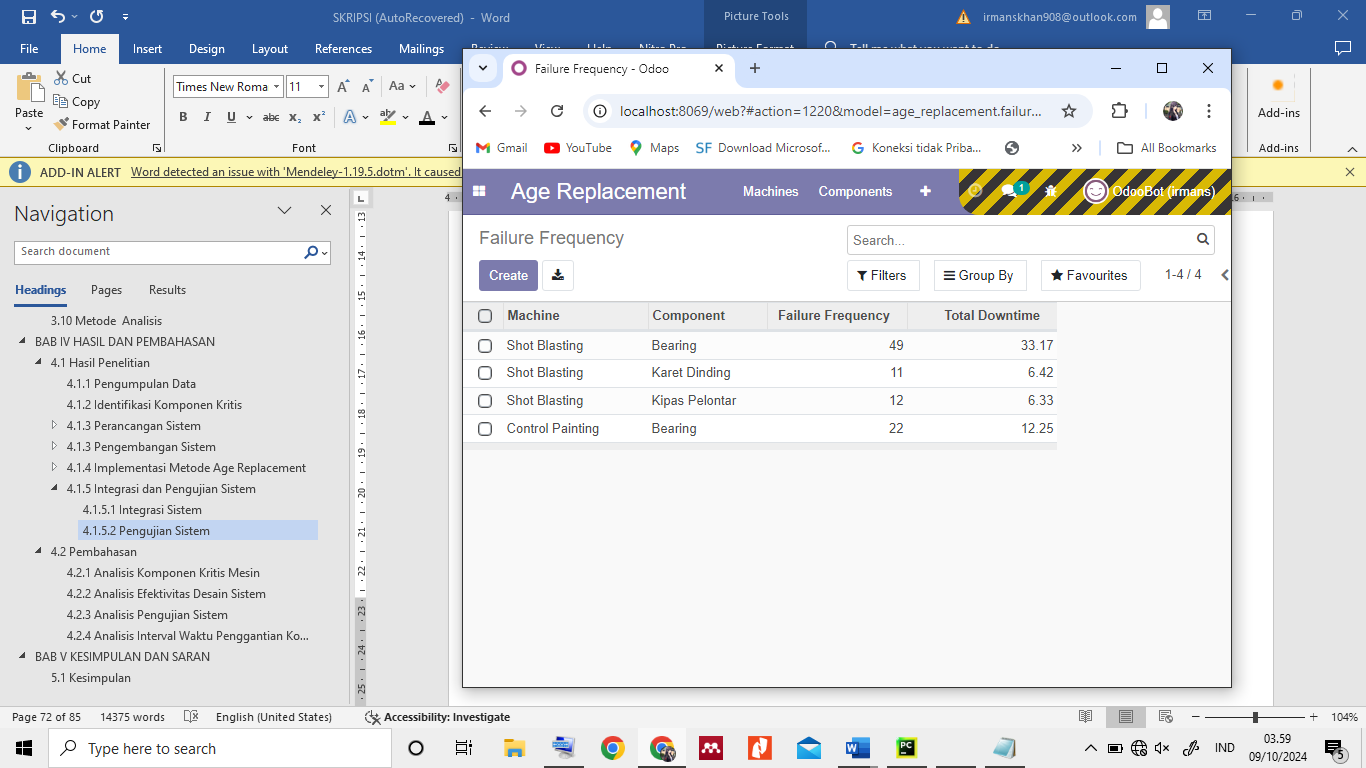 SKRIPSI (AutoRecovered) - Word
Picture Tools
irmanskhan908@outlook.com
File
Home
Insert
Design
Layout
References
Mailings
Cut
Copy
Format Painter
Paste
Clipboard
Times New Roma
11
Aa
B I U abc x₂ x²
Font
Add-ins
Add-ins
ADD-IN ALERT Word detected an issue with 'Mendeley-1.19.5.dotm'. It caused
Navigation
Search document
Headings
Pages
Results
3.10 Metode Analisis
BAB IV HASIL DAN PEMBAHASAN
4.1 Hasil Penelitian
4.1.1 Pengumpulan Data
4.1.2 Identifikasi Komponen Kritis
4.1.3 Perancangan Sistem
4.1.3 Pengembangan Sistem
4.1.4 Implementasi Metode Age Replacement
4.1.5 Integrasi dan Pengujian Sistem
4.1.5.1 Integrasi Sistem
4.1.5.2 Pengujian Sistem
4.2 Pembahasan
4.2.1 Analisis Komponen Kritis Mesin
4.2.2 Analisis Efektivitas Desain Sistem
4.2.3 Analisis Pengujian Sistem
4.2.4 Analisis Interval Waktu Penggantian Ko...
BAB V KESIMPULAN DAN SARAN
5.1 Kesimpulan
Failure Frequency - Odoo
localhost:8069/web?#action=1220&model=age_replacement.failur...
Gmail
YouTube
Maps
SF Download Microsof...
Koneksi tidak Priba...
All Bookmarks
Age Replacement
Machines
Components
1
OdooBot (irmans)
Failure Frequency
Search...
Create
Filters
Group By
Favourites
1-4 / 4
Machine Component Failure Frequency Total Downtime
Shot Blasting Bearing 49 33.17
Shot Blasting Karet Dinding 11 6.42
Shot Blasting Kipas Pelontar 12 6.33
Control Painting Bearing 22 12.25
Page 72 of 85
14375 words
English (United States)
Accessibility: Investigate
104%
Type here to search
IND
03.59
09/10/2024
5